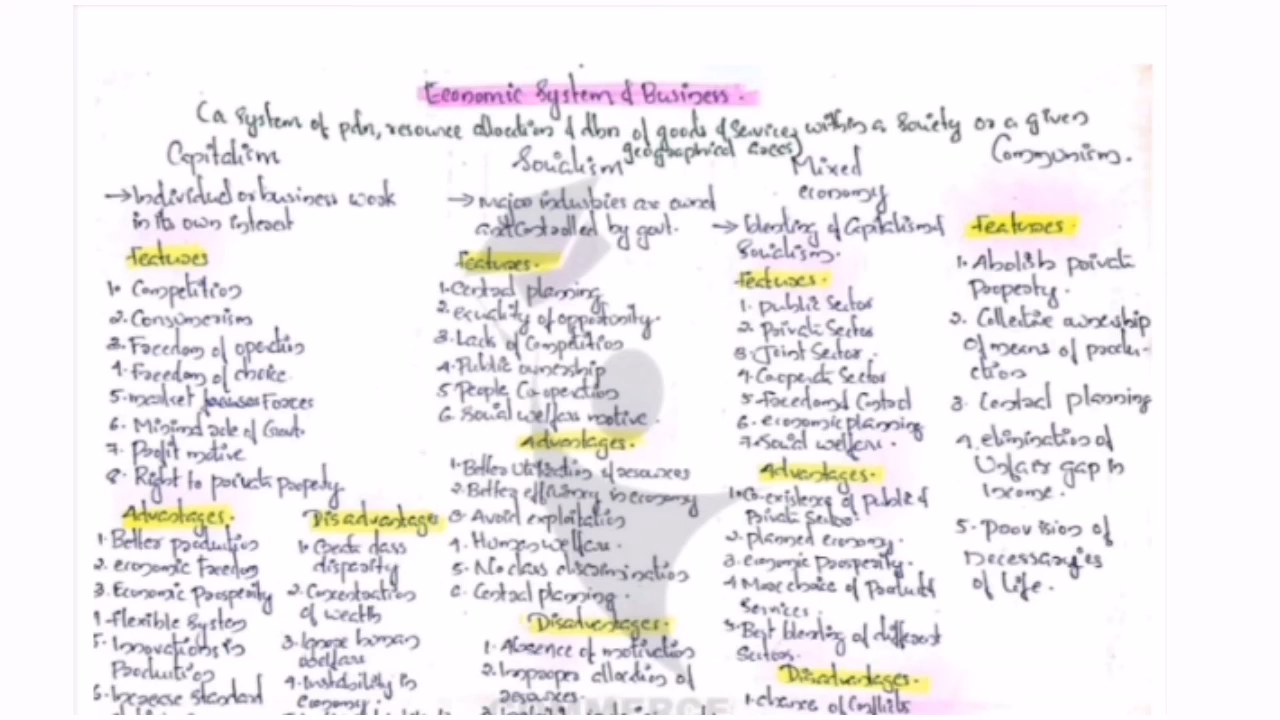 Economic System & Business.
(a System of pdn, resource allocation & dbn of goods & Services within a Society or a given
geographical areas)
Capitalism
→ Individual or business work
in its own interest
Features
1. Competition
2. Consumerism
3. Freedom of operation
4. Freedom of choice
5. market Forces
6. Minimal role of Govt.
7. Profit motive
8. Right to private property
Advantages.
1. Better production
2. economic freedom
3. Economic Prosperity
4. Flexible System
5. Innovations in
Production
6. Increase Standard
Disadvantages
1. Create class
disparity
2. Concentration
of wealth
3. Ignore human
welfare
4. Instability in
Economy.
Socialism
→ major industries are owned
and Controlled by govt.
Features.
1. Central planning
2. equality of opportunity.
3. Lack of Competition
4. Public ownership
5 People Co-operation
6. Social welfare motive.
Advantages.
1. Better Utilisation of resources
2. Better efficiency in economy
3. Avoid exploitation
4. Human welfare.
5. No class discrimination
6. Central planning.
Disadvantages.
1. Absence of motivation
2. Improper allocation of
resources.
Mixed
economy
→ blending of Capitalism &
Socialism.
Features.
1. public Sector
2. Private Sector
3. Joint Sector.
4. Cooperate Sector
5. Freedom & Control
6. economic planning
7. Social welfare.
Advantages.
1. Co-existence of public &
Private Sector
2. planned economy.
3. economic Prosperity.
4 More choice of Products
Services.
5. Best blending of different
Sectors.
Disadvantages.
1. chance of Conflicts
Communism.
Features.
1. Abolish private
Property.
2. Collective ownership
of means of produ-
ction
3. Central planning
4. elimination of
Unfair gap in
income.
5. Provision of
necessaries
of life.
COMMERCE